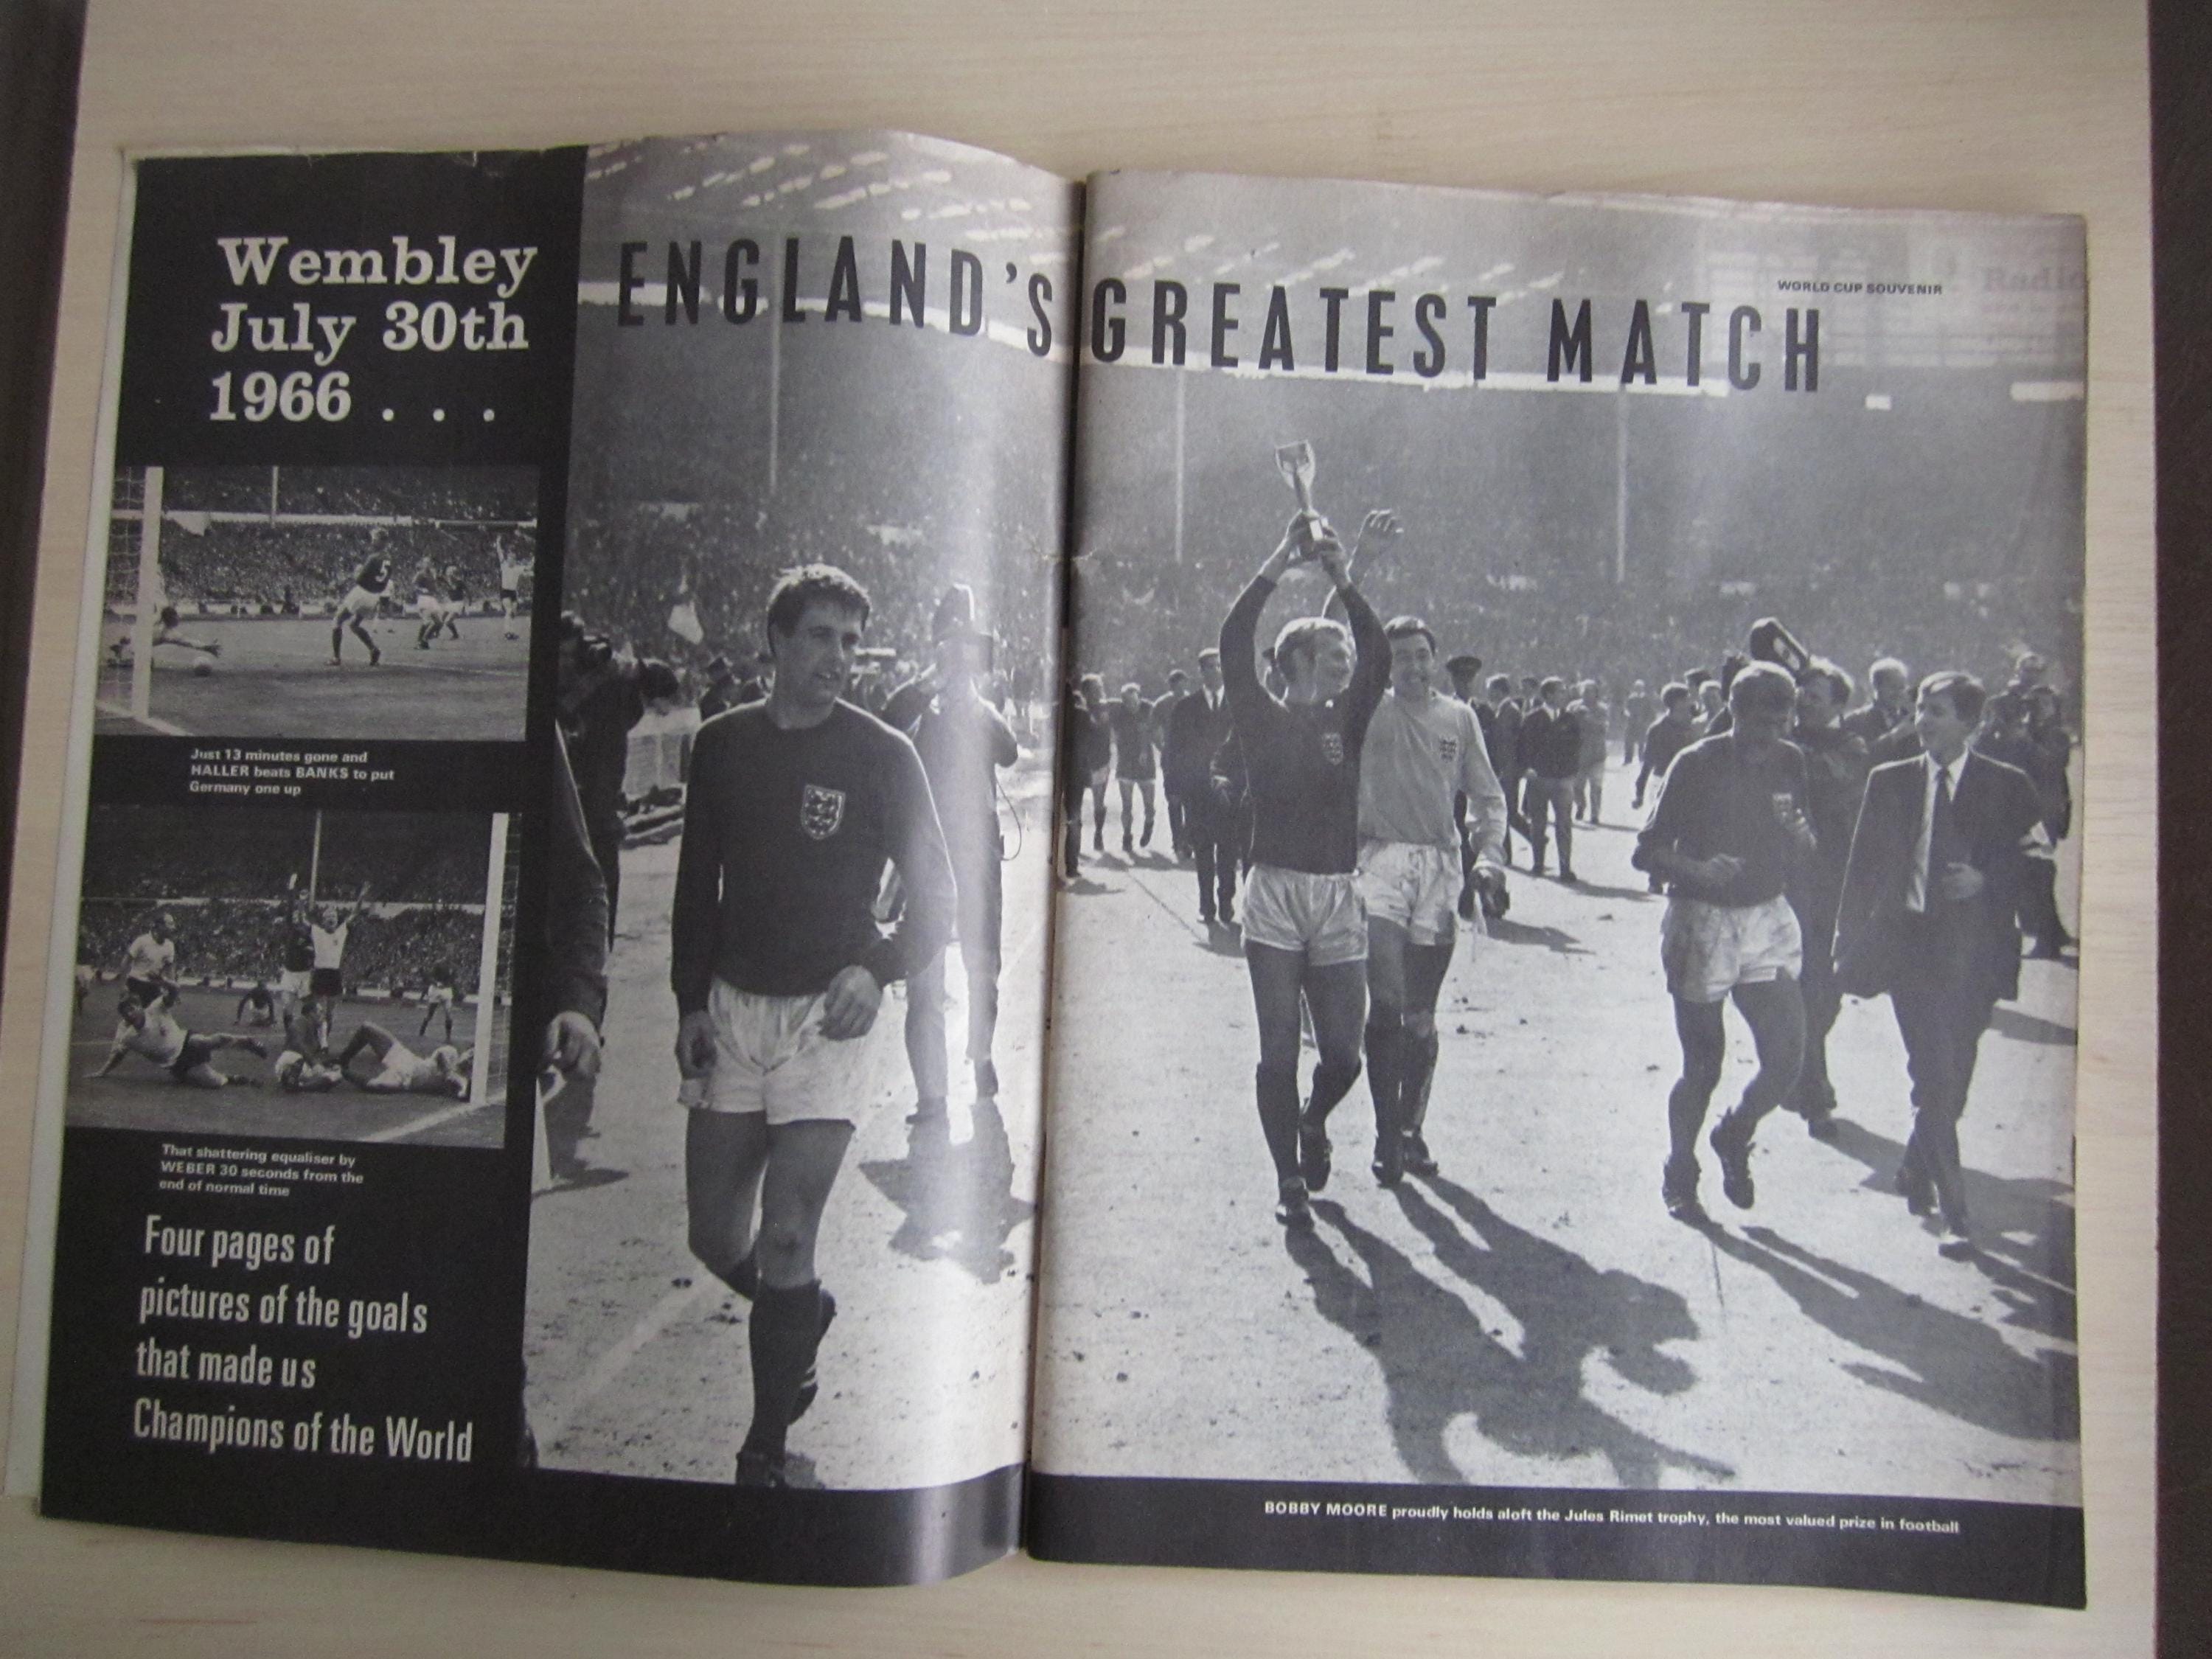 Wembley
July 30th
1966 . . .
ENGLAND'S GREATEST MATCH
WORLD CUP SOUVENIR
5
Just 13 minutes gone and
HALLER beats BANKS to put
Germany one up
That shattering equaliser by
WEBER 30 seconds from the
end of normal time
Four pages of
pictures of the goals
that made us
Champions of the World
BOBBY MOORE proudly holds aloft the Jules Rimet trophy, the most valued prize in football